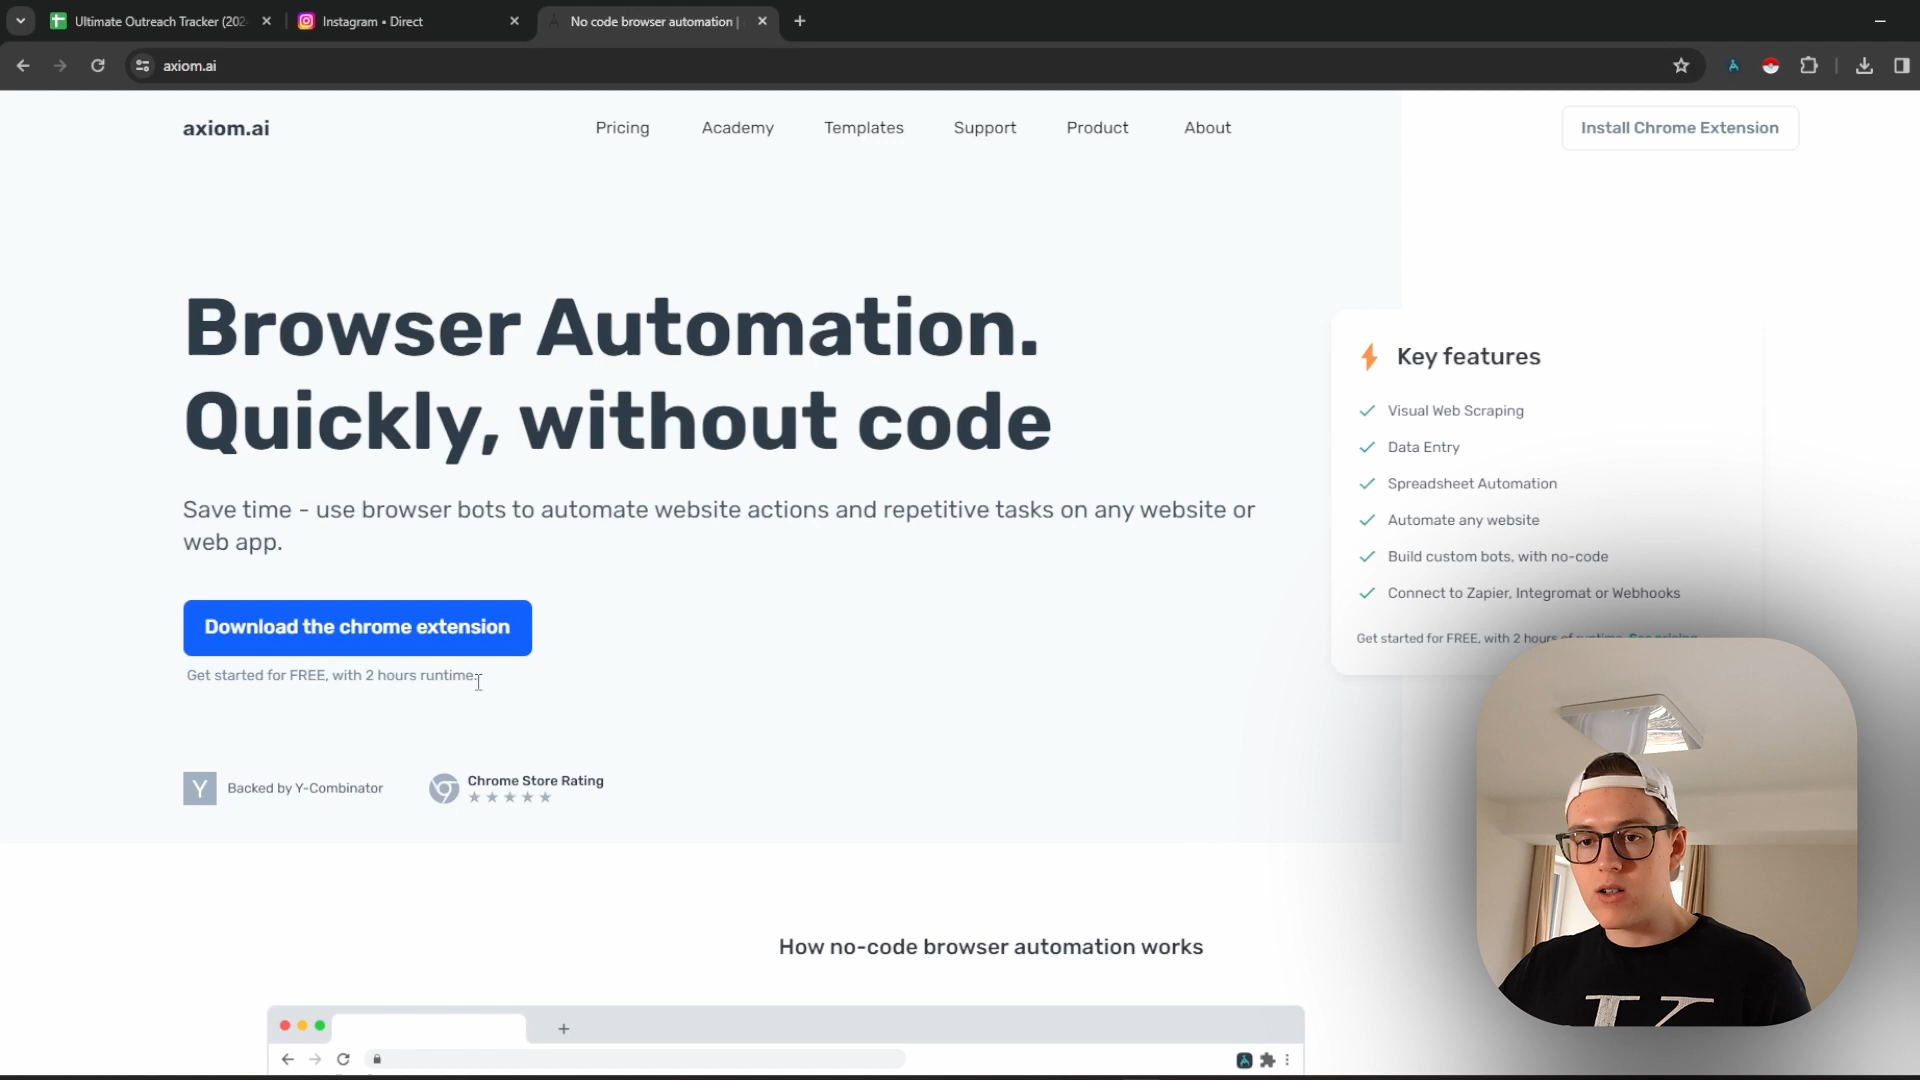 Ultimate Outreach Tracker (202
Instagram • Direct
No code browser automation |
axiom.ai
axiom.ai
Pricing
Academy
Templates
Support
Product
About
Install Chrome Extension
Browser Automation.
Quickly, without code
Save time - use browser bots to automate website actions and repetitive tasks on any website or
web app.
Download the chrome extension
Get started for FREE, with 2 hours runtime.
Y
Backed by Y-Combinator
Chrome Store Rating
Key features
Visual Web Scraping
Data Entry
Spreadsheet Automation
Automate any website
Build custom bots, with no-code
Connect to Zapier, Integromat or Webhooks
Get started for FREE, with 2 hours of runtime. See pricing
How no-code browser automation works